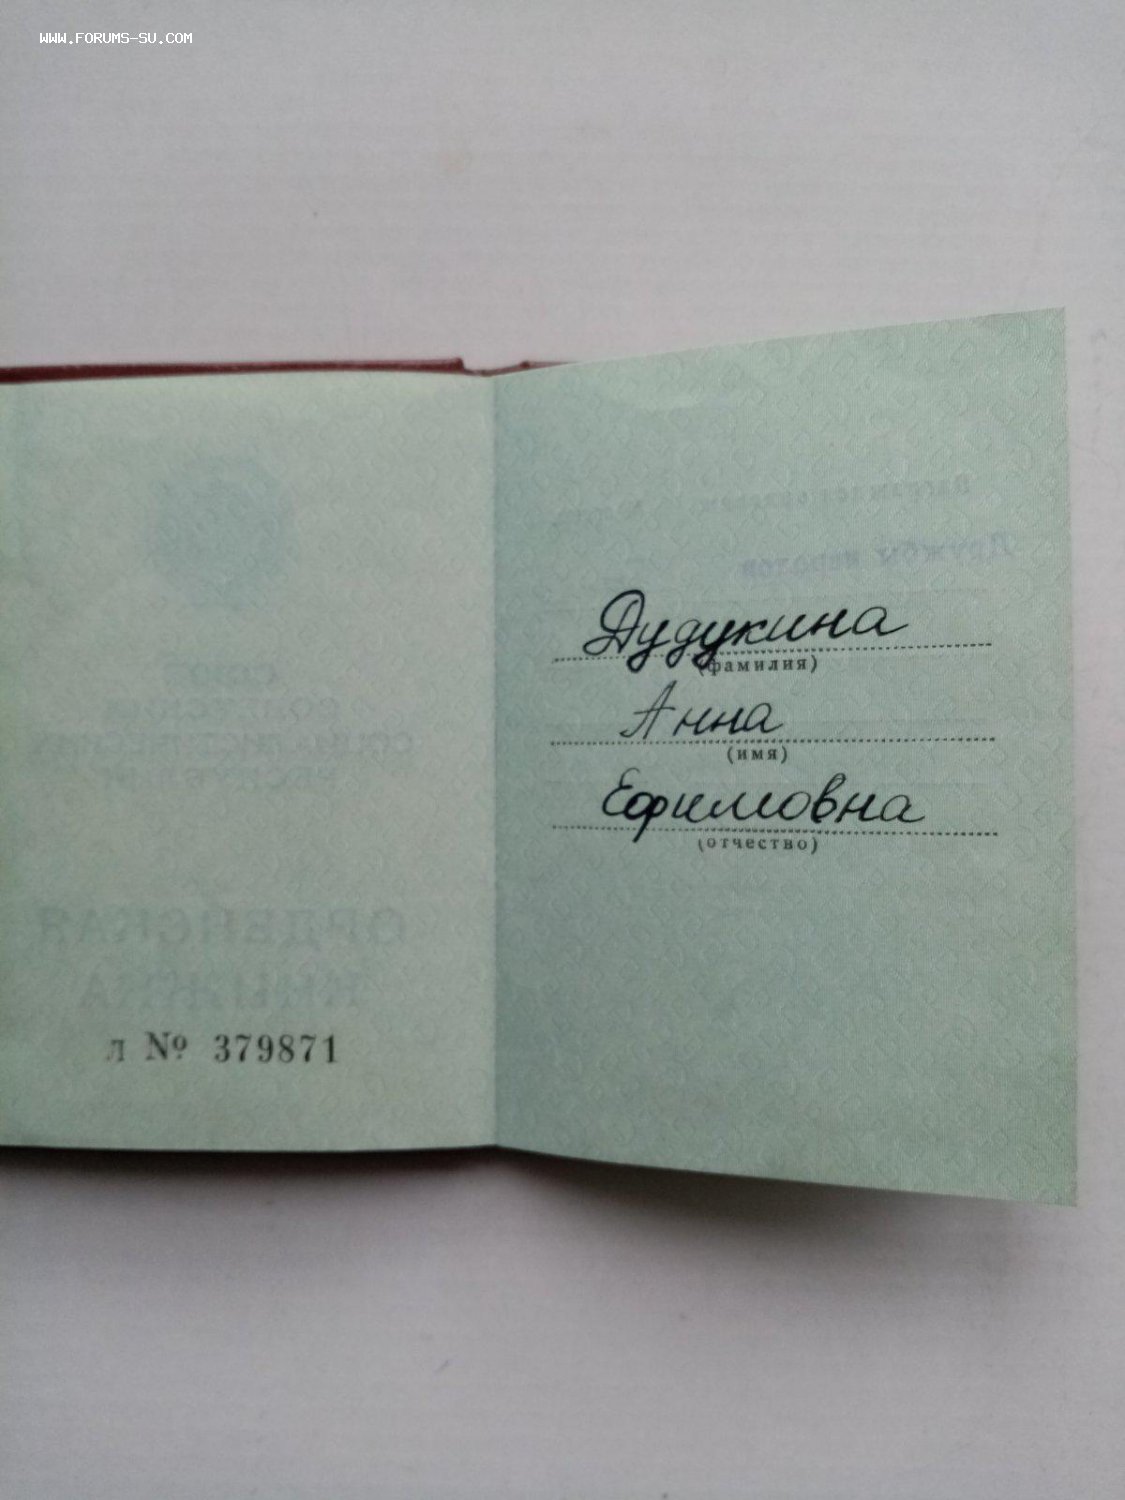 WWW.FORUMS-SU.COM
л № 379871
Дудукина
(фамилия)
Анна
(имя)
Ефимовна
(отчество)